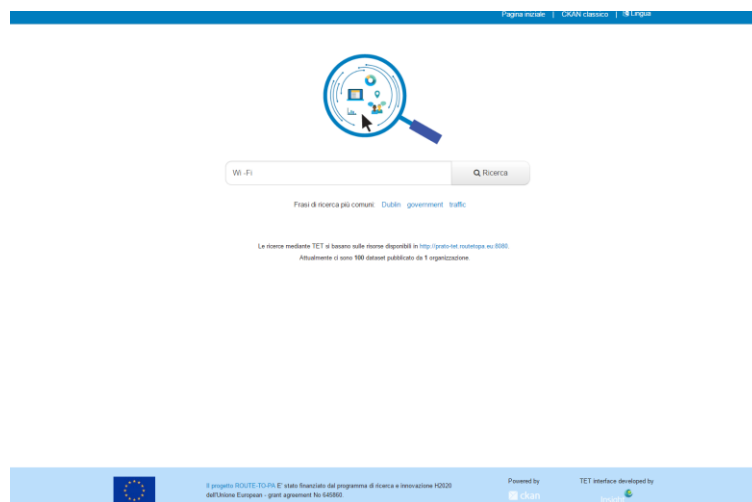 Pagina iniziale | CKAN classico | Lingua
Wi -Fi
Ricerca
Frasi di ricerca più comuni: Dublin government traffic
Le ricerce mediante TET si basano sulle risorse disponibili in http://prato-tet.routetopa.eu:8080.
Attualmente ci sono 100 dataset pubblicato da 1 organizzazione
Il progetto ROUTE-TO-PA E' stato finanziato dal programma di ricerca e innovazione H2020
dell'Unione European - grant agreement No 645860.
Powered by
ckan
TET interface developed by
Insight